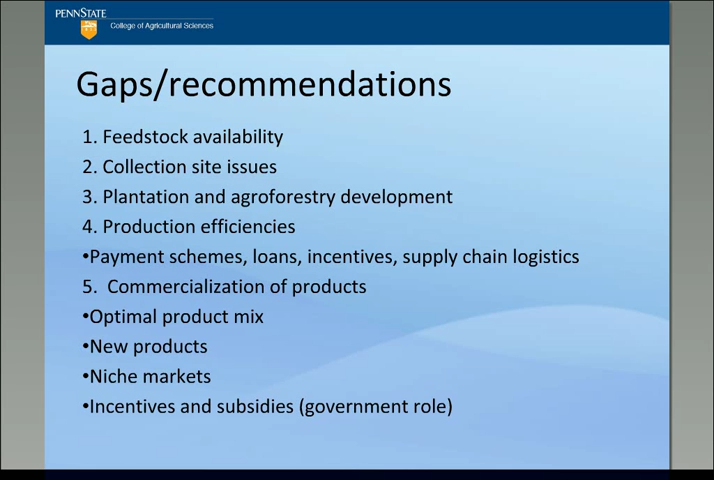 PENNSTATE
College of Agricultural Sciences
Gaps/recommendations
1. Feedstock availability
2. Collection site issues
3. Plantation and agroforestry development
4. Production efficiencies
•Payment schemes, loans, incentives, supply chain logistics
5.  Commercialization of products
•Optimal product mix
•New products
•Niche markets
•Incentives and subsidies (government role)